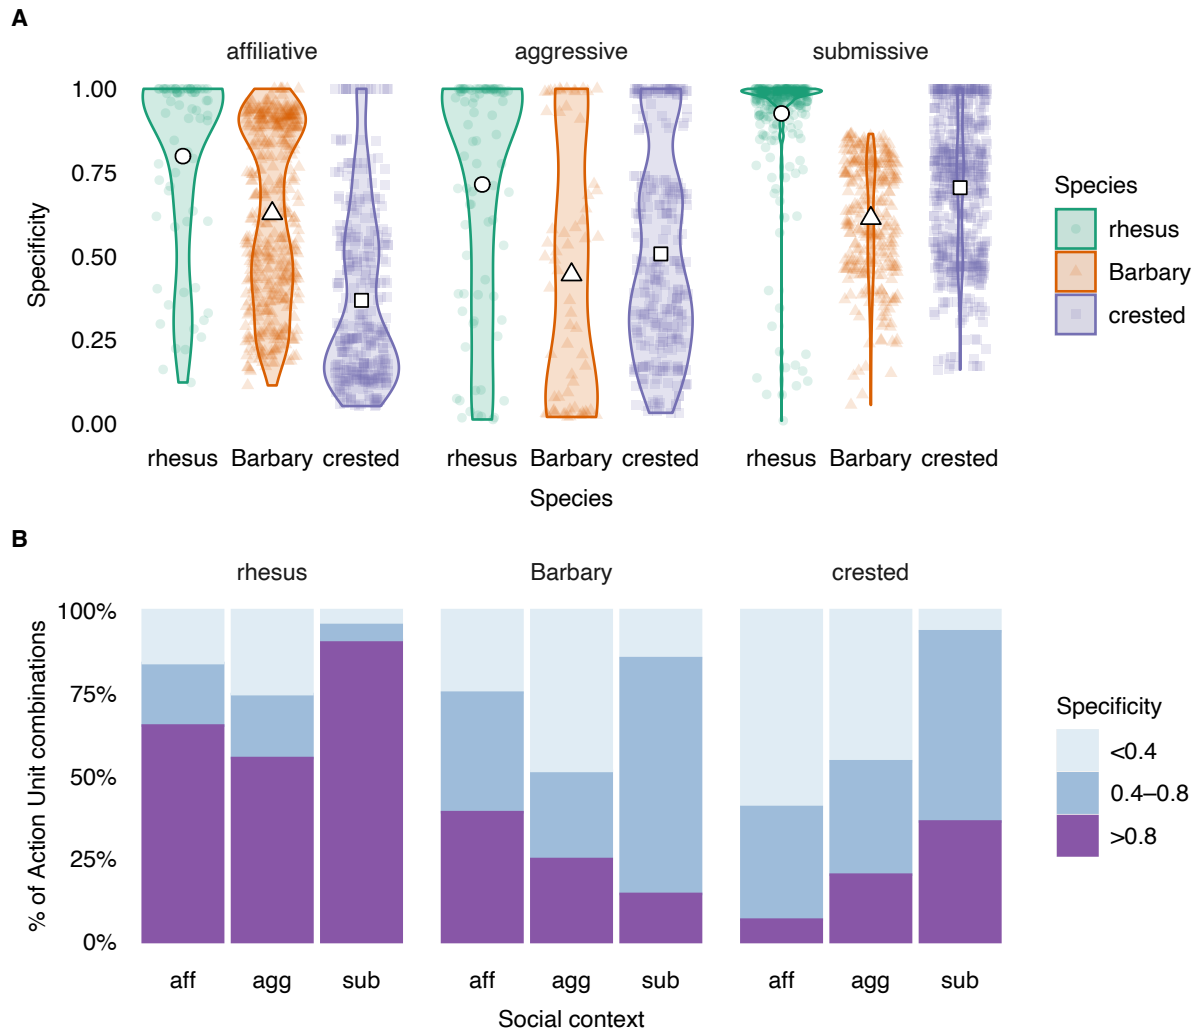 A
affiliative aggressive submissive
1.00
0.75
0.50
0.25
0.00
Specificity
rhesus Barbary crested rhesus Barbary crested rhesus Barbary crested
Species
Species
rhesus
Barbary
crested
B
rhesus Barbary crested
100%
75%
50%
25%
0%
% of Action Unit combinations
aff agg sub aff agg sub aff agg sub
Social context
Specificity
<0.4
0.4–0.8
>0.8